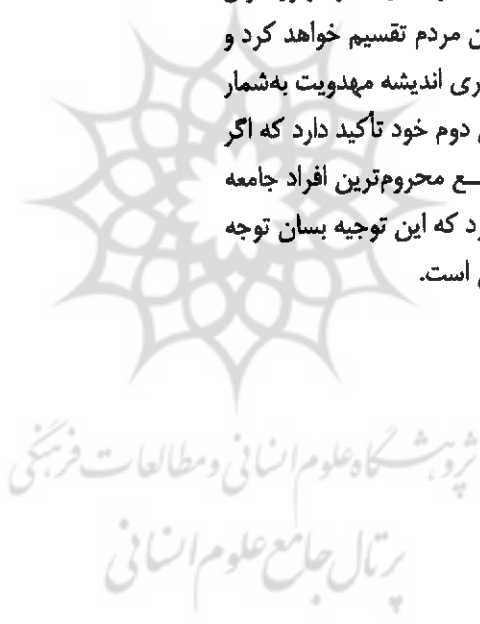 ن مردم تقسیم خواهد کرد و
ری اندیشه مهدویت به‌شمار
دوم خود تأکید دارد که اگر
ـع محروم‌ترین افراد جامعه
رد که این توجیه بسان توجه
است.
پژوهشگاه علوم انسانی و مطالعات فرهنگی
پرتال جامع علوم انسانی